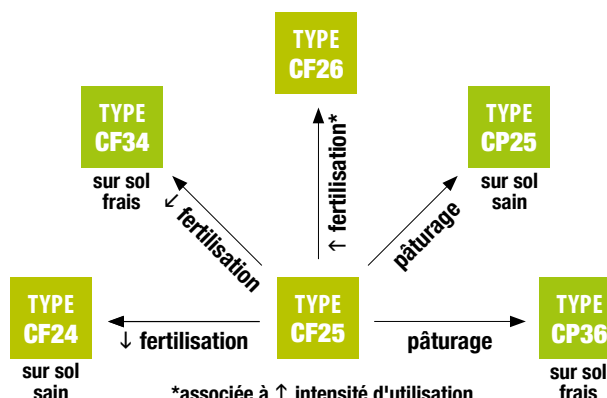 TYPE
CF26
TYPE
CF34
sur sol
frais
TYPE
CP25
sur sol
sain
↓ fertilisation
↑ fertilisation*
pâturage
TYPE
CF24
sur sol
sain
↓ fertilisation
TYPE
CF25
pâturage
TYPE
CP36
sur sol
frais
*associée à ↑ intensité d'utilisation